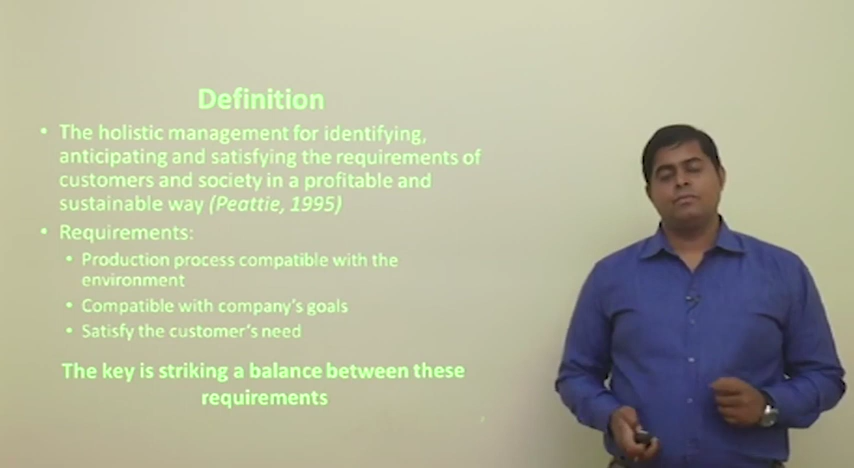 Definition
• The holistic management for identifying,
anticipating and satisfying the requirements of
customers and society in a profitable and
sustainable way (Peattie, 1995)
• Requirements:
• Production process compatible with the
environment
• Compatible with company's goals
• Satisfy the customer's need
The key is striking a balance between these
requirements